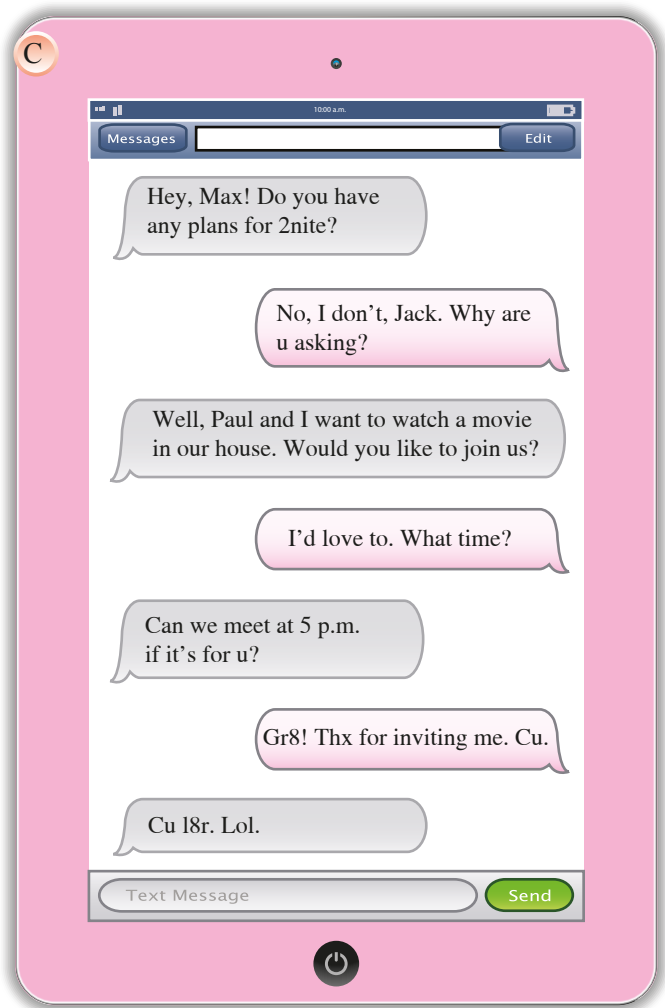 C
10:00 a.m.
Messages
Edit
Hey, Max! Do you have
any plans for 2nite?
No, I don't, Jack. Why are
u asking?
Well, Paul and I want to watch a movie
in our house. Would you like to join us?
I'd love to. What time?
Can we meet at 5 p.m.
if it's for u?
Gr8! Thx for inviting me. Cu.
Cu l8r. Lol.
Text Message
Send